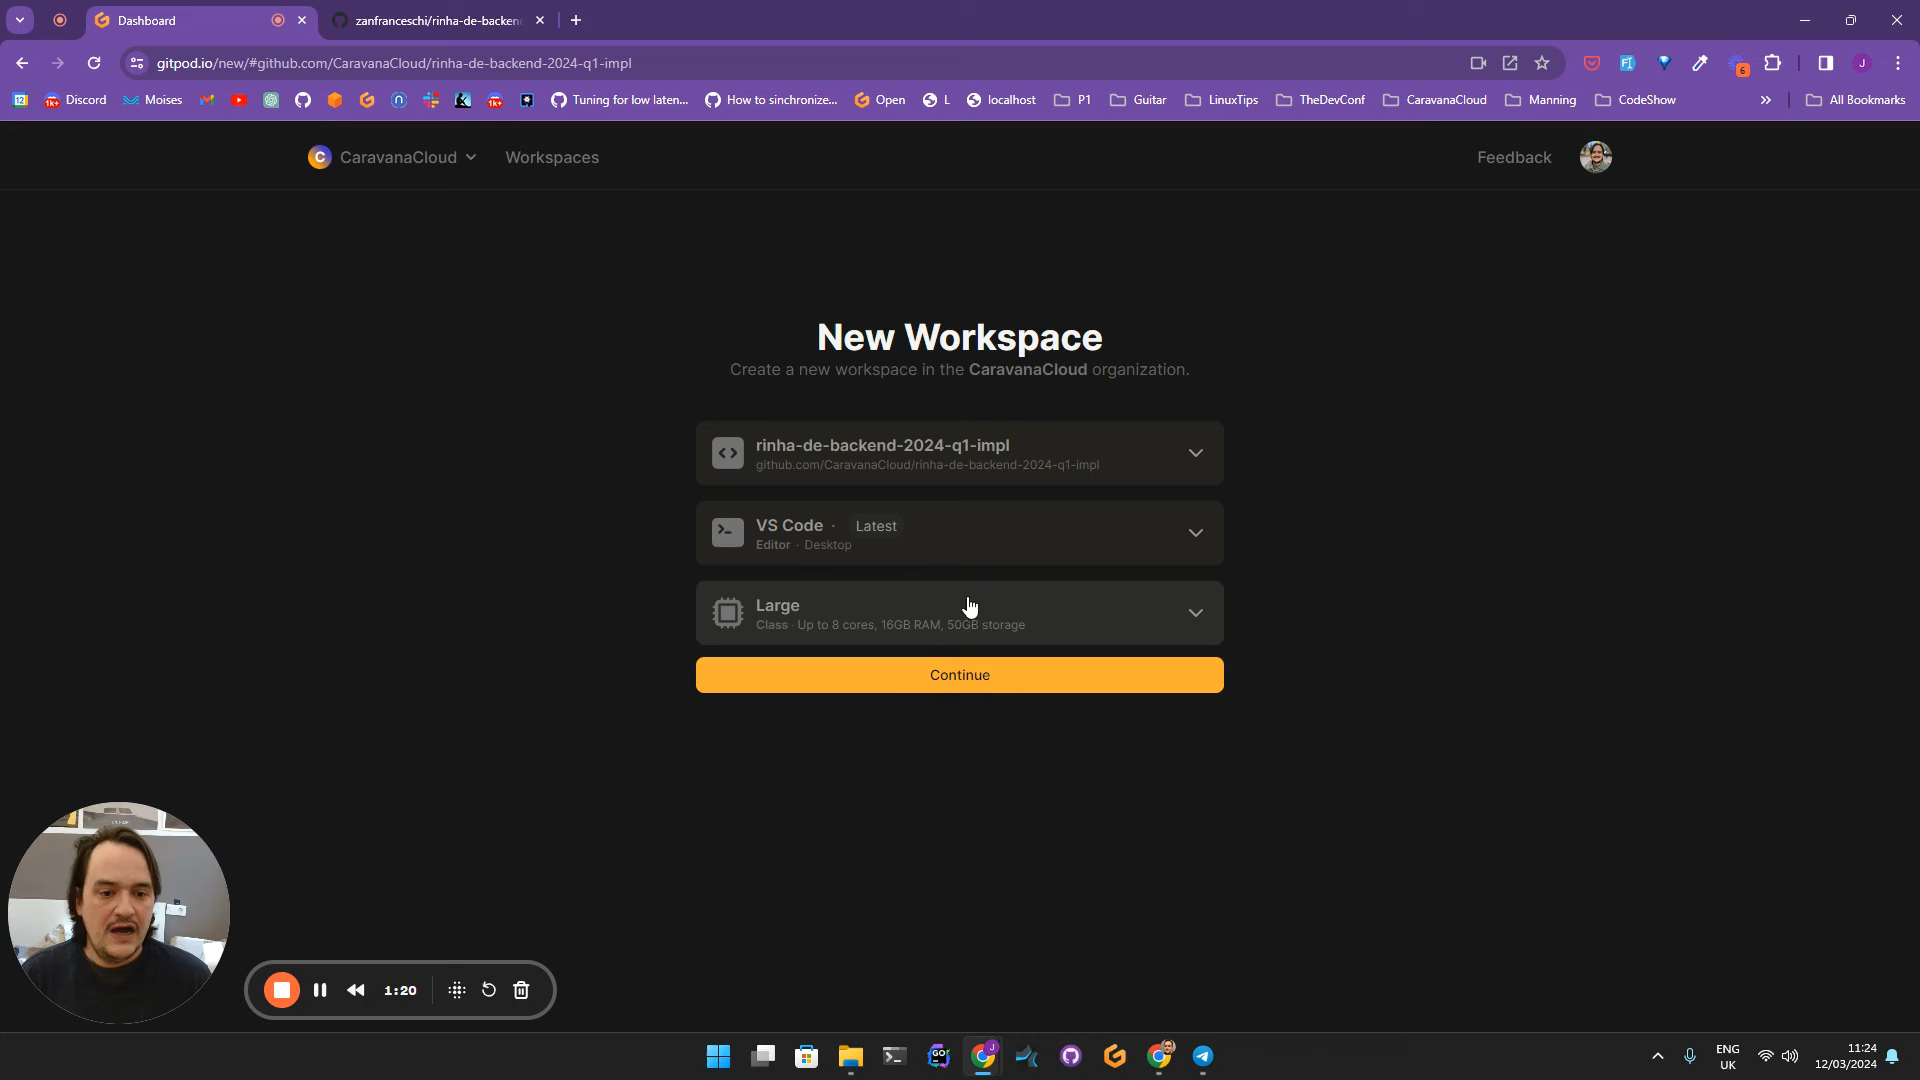 Dashboard
zanfranceschi/rinha-de-backen
gitpod.io/new/#github.com/CaravanaCloud/rinha-de-backend-2024-q1-impl
6
J
12
Discord
Moises
1k+
Tuning for low laten...
How to sinchronize...
Open
L
localhost
P1
Guitar
LinuxTips
TheDevConf
CaravanaCloud
Manning
CodeShow
All Bookmarks
C
CaravanaCloud
Workspaces
Feedback
New Workspace
Create a new workspace in the CaravanaCloud organization.
rinha-de-backend-2024-q1-impl
github.com/CaravanaCloud/rinha-de-backend-2024-q1-impl
VS Code · Latest
Editor · Desktop
Large
Class · Up to 8 cores, 16GB RAM, 50GB storage
Continue
1:20
GO
J
ENG
UK
11:24
12/03/2024